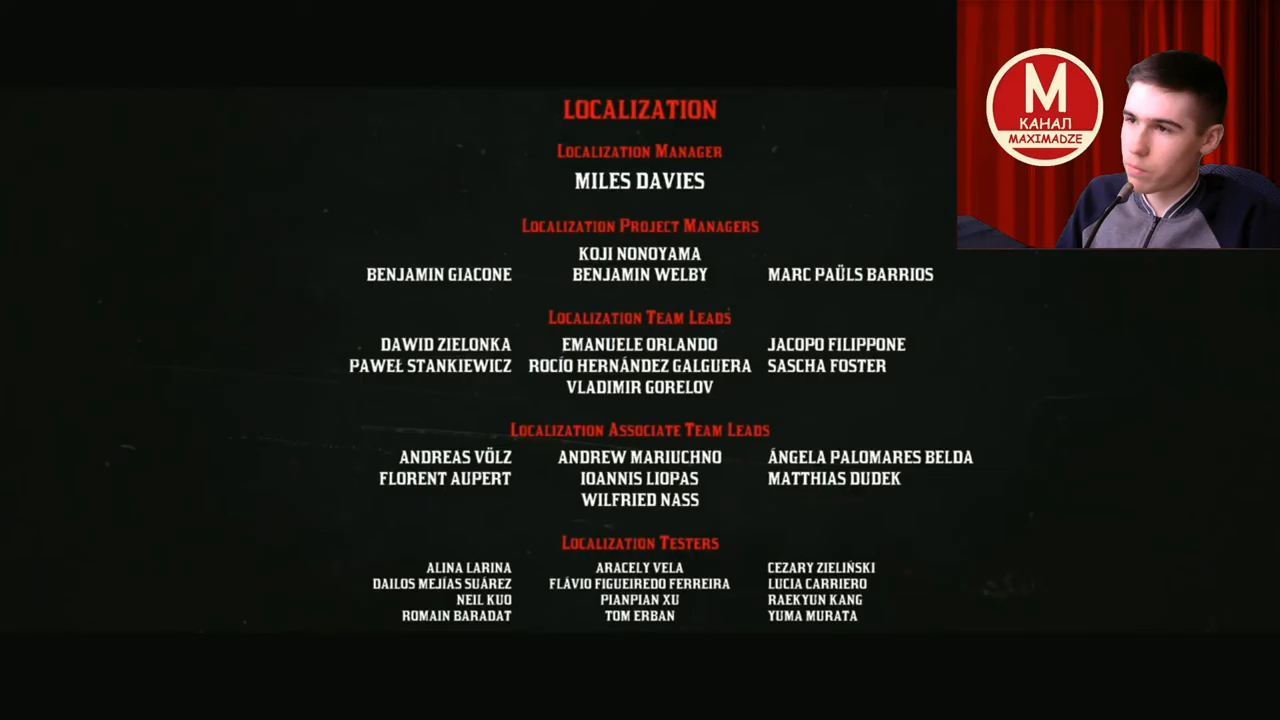 LOCALIZATION
LOCALIZATION MANAGER
MILES DAVIES
LOCALIZATION PROJECT MANAGERS
KOJI NONOYAMA
BENJAMIN GIACONE BENJAMIN WELBY MARC PAÜLS BARRIOS
LOCALIZATION TEAM LEADS
DAWID ZIELONKA EMANUELE ORLANDO JACOPO FILIPPONE
PAWEŁ STANKIEWICZ ROCÍO HERNÁNDEZ GALGUERA SASCHA FOSTER
VLADIMIR GORELOV
LOCALIZATION ASSOCIATE TEAM LEADS
ANDREAS VÖLZ ANDREW MARIUCHNO ÁNGELA PALOMARES BELDA
FLORENT AUPERT IOANNIS LIOPAS MATTHIAS DUDEK
WILFRIED NASS
LOCALIZATION TESTERS
ALINA LARINA ARACELY VELA CEZARY ZIELIŃSKI
DAILOS MEJÍAS SUÁREZ FLÁVIO FIGUEIREDO FERREIRA LUCIA CARRIERO
NEIL KUO PIANPIAN XU RAEKYUN KANG
ROMAIN BARADAT TOM ERBAN YUMA MURATA
М
КАНАЛ
MAXIMADZE